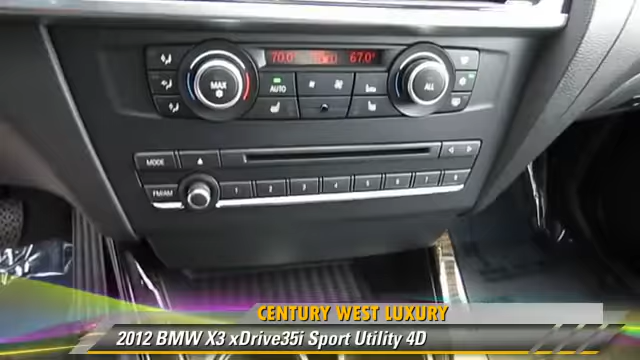 70.0 67.0
MAX AUTO ALL
MODE
FM/AM 1 2 3 4 5 6 7 8
CENTURY WEST LUXURY
2012 BMW X3 xDrive35i Sport Utility 4D